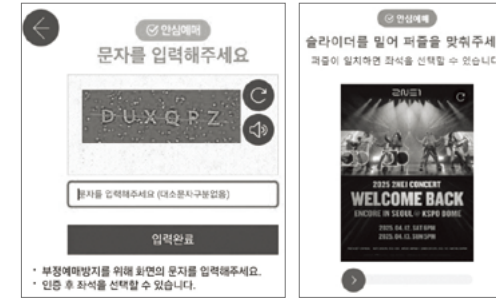 안심예매
문자를 입력해주세요
DUXQRZ
문자를 입력해주세요 (대소문자구분없음)
입력완료
• 부정예매방지를 위해 화면의 문자를 입력해주세요.
• 인증 후 좌석을 선택할 수 있습니다.
안심예매
슬라이더를 밀어 퍼즐을 맞춰주세
퍼즐이 일치하면 좌석을 선택할 수 있습니다
2NE1
2025 2NE1 CONCERT
WELCOME BACK
ENCORE IN SEOUL @ KSPO DOME
2025. 04. 12. SAT 6PM
2025. 04. 13. SUN 5PM